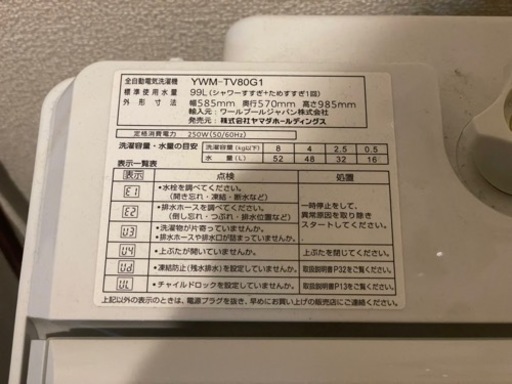 全自動電気洗濯機 YWM-TV80G1
標準使用水量 99L(シャワーすすぎ+ためすすぎ1回)
外形寸法 幅585mm 奥行570mm 高さ985mm
輸入元：ワールプールジャパン株式会社
発売元：株式会社ヤマダホールディングス
定格消費電力 250W(50/60Hz)
洗濯容量・水量の目安 洗濯容量(kg以下) 8 4 2.5 0.5
水量(L) 52 48 32 16
表示一覧表
表示 点検 処置
E1 •水栓を調べてください。
(開き忘れ・凍結・断水など)
E2 •排水ホースを調べてください。
(倒し忘れ・つぶれ・排水位置など)
U3 •洗濯物が片寄っていませんか。
•排水ホースや排水口が詰まっていませんか。
一時停止をして、
異常原因を取り除き
スタートしてください。
U4 •上ぶたが開いていませんか。 上ぶたを閉じてください。
Ud •凍結防止(残水排水)を設定していませんか。 取扱説明書P32をご覧ください。
UL •チャイルドロックを設定していませんか。 取扱説明書P13をご覧ください。
上記以外の表示のときは、電源プラグを抜き、早めにお買い上げの販売店にご連絡ください。